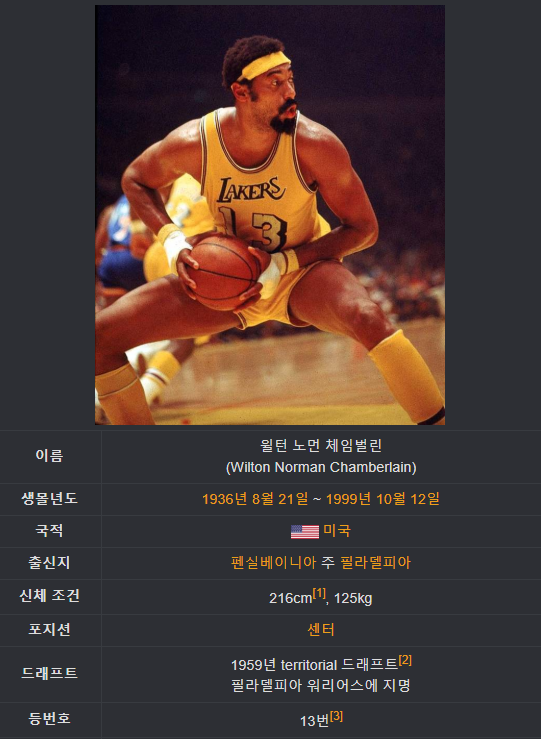 LAKERS
13
이름
윌턴 노먼 체임벌린
(Wilton Norman Chamberlain)
생몰년도
1936년 8월 21일 ~ 1999년 10월 12일
국적
미국
출신지
펜실베이니아 주 필라델피아
신체 조건
216cm[1], 125kg
포지션
센터
드래프트
1959년 territorial 드래프트[2]
필라델피아 워리어스에 지명
등번호
13번[3]